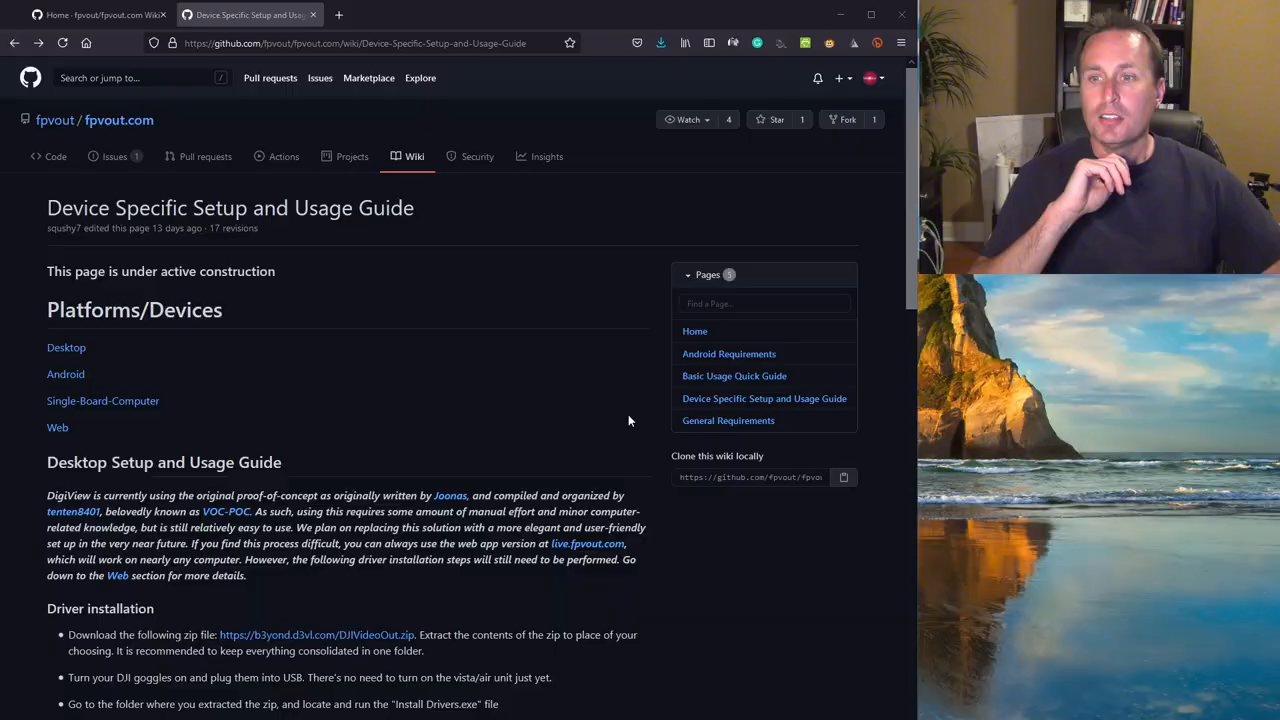 Home · fpvout/fpvout.com Wiki
Device Specific Setup and Usag
https://github.com/fpvout/fpvout.com/wiki/Device-Specific-Setup-and-Usage-Guide
Search or jump to...
/
Pull requests
Issues
Marketplace
Explore
fpvout / fpvout.com
Watch
4
Star
1
Fork
1
Code
Issues 1
Pull requests
Actions
Projects
Wiki
Security
Insights
Device Specific Setup and Usage Guide
squshy7 edited this page 13 days ago · 17 revisions
This page is under active construction
Platforms/Devices
Desktop
Android
Single-Board-Computer
Web
Desktop Setup and Usage Guide
DigiView is currently using the original proof-of-concept as originally written by Joonas, and compiled and organized by
tenten8401, belovedly known as VOC-POC. As such, using this requires some amount of manual effort and minor computer-
related knowledge, but is still relatively easy to use. We plan on replacing this solution with a more elegant and user-friendly
set up in the very near future. If you find this process difficult, you can always use the web app version at live.fpvout.com,
which will work on nearly any computer. However, the following driver installation steps will still need to be performed. Go
down to the Web section for more details.
Driver installation
Download the following zip file: https://b3yond.d3vl.com/DJIVideoOut.zip. Extract the contents of the zip to place of your
choosing. It is recommended to keep everything consolidated in one folder.
Turn your DJI goggles on and plug them into USB. There's no need to turn on the vista/air unit just yet.
Go to the folder where you extracted the zip, and locate and run the "Install Drivers.exe" file
Pages 5
Find a Page...
Home
Android Requirements
Basic Usage Quick Guide
Device Specific Setup and Usage Guide
General Requirements
Clone this wiki locally
https://github.com/fpvou